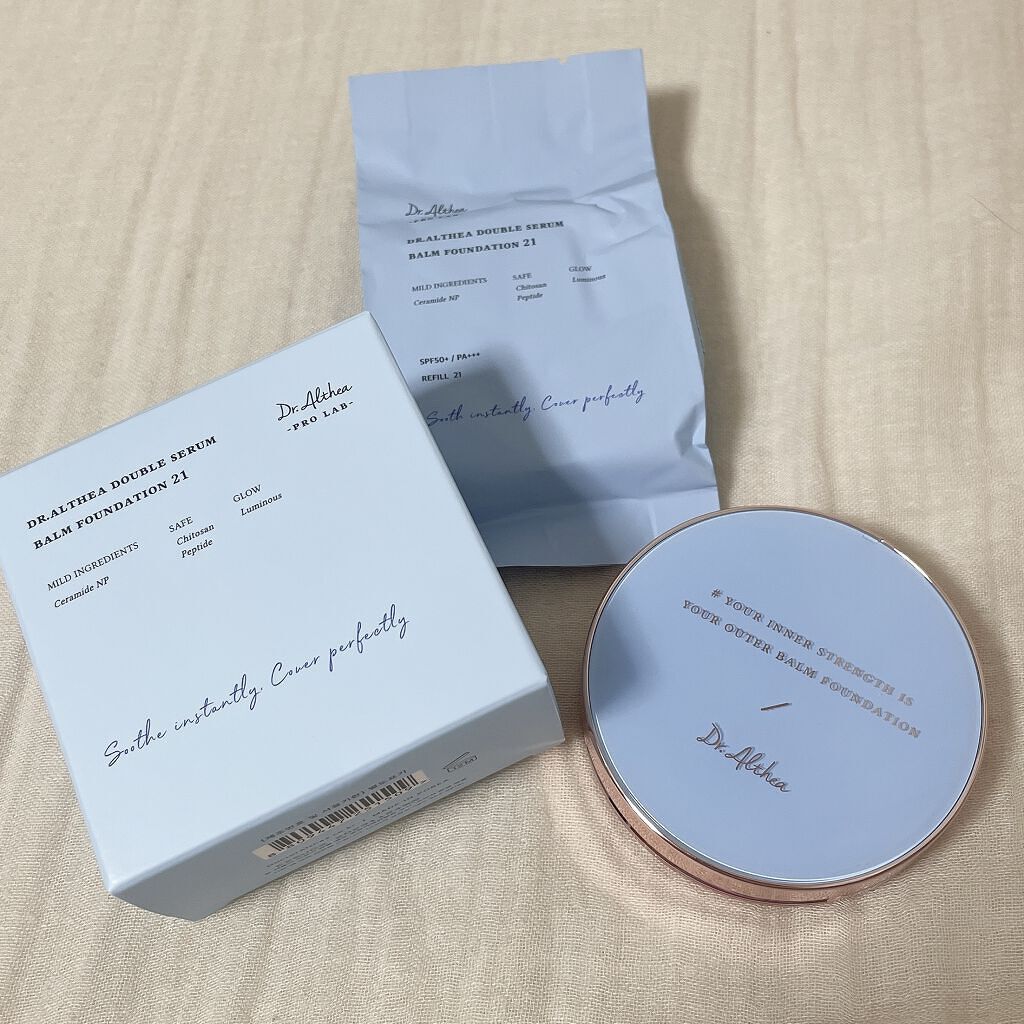 Dr. Althea
-PRO LAB-
DR.ALTHEA DOUBLE SERUM
BALM FOUNDATION 21
MILD INGREDIENTS
Ceramide NP
SAFE
Chitosan
Peptide
GLOW
Luminous
SPF50+ / PA+++
REFILL 21
Sooth instantly. Cover perfectly
Dr. Althea
-PRO LAB-
DR.ALTHEA DOUBLE SERUM
BALM FOUNDATION 21
MILD INGREDIENTS
Ceramide NP
SAFE
Chitosan
Peptide
GLOW
Luminous
Soothe instantly. Cover perfectly
# YOUR INNER STRENGTH IS
YOUR OUTER BALM FOUNDATION
Dr. Althea